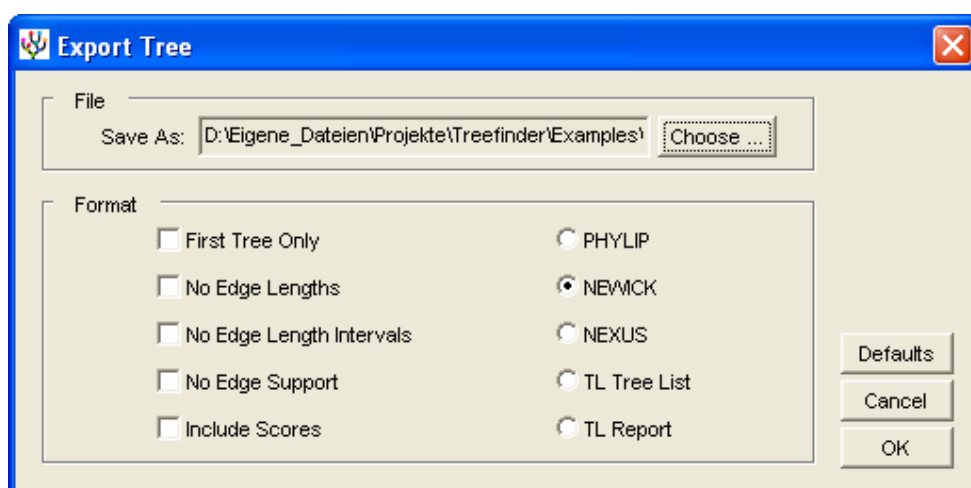 Export Tree
File
Save As: D:\Eigene_Dateien\Projekte\Treefinder\Examples\ Choose ...
Format
First Tree Only PHYLIP
No Edge Lengths NEWICK
No Edge Length Intervals NEXUS
No Edge Support TL Tree List
Include Scores TL Report
Defaults
Cancel
OK